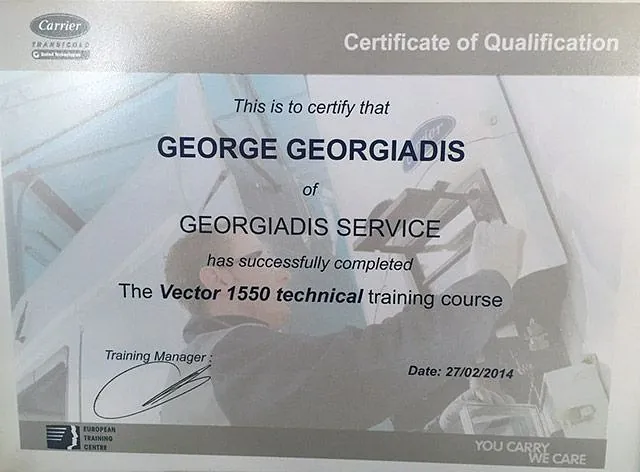 Carrier
TRANSICOLD
Certificate of Qualification
This is to certify that
GEORGE GEORGIADIS
of
GEORGIADIS SERVICE
has successfully completed
The Vector 1550 technical training course
Training Manager :
Date: 27/02/2014
EUROPEAN
TRAINING
CENTRE
YOU CARRY
WE CARE